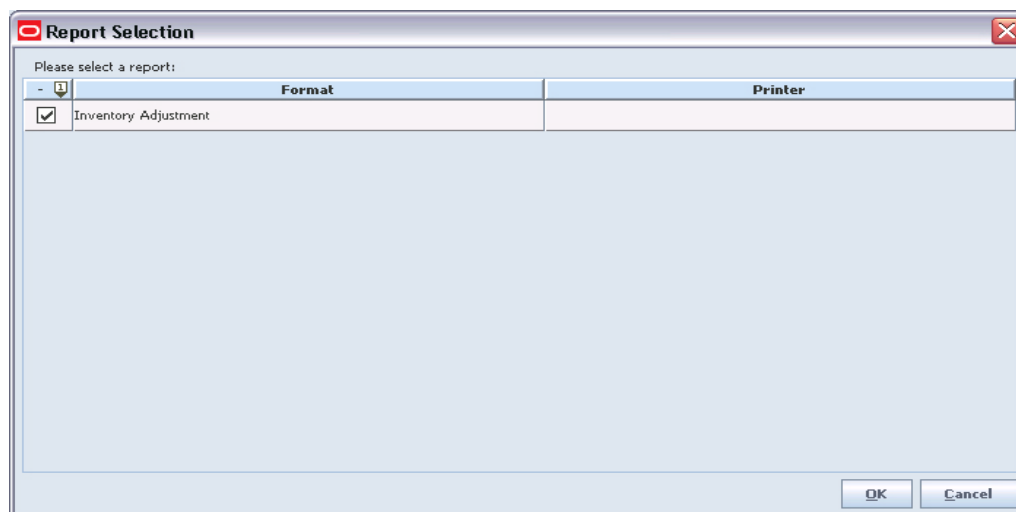 Report Selection
Please select a report:
- 1 Format Printer
Inventory Adjustment
OK Cancel